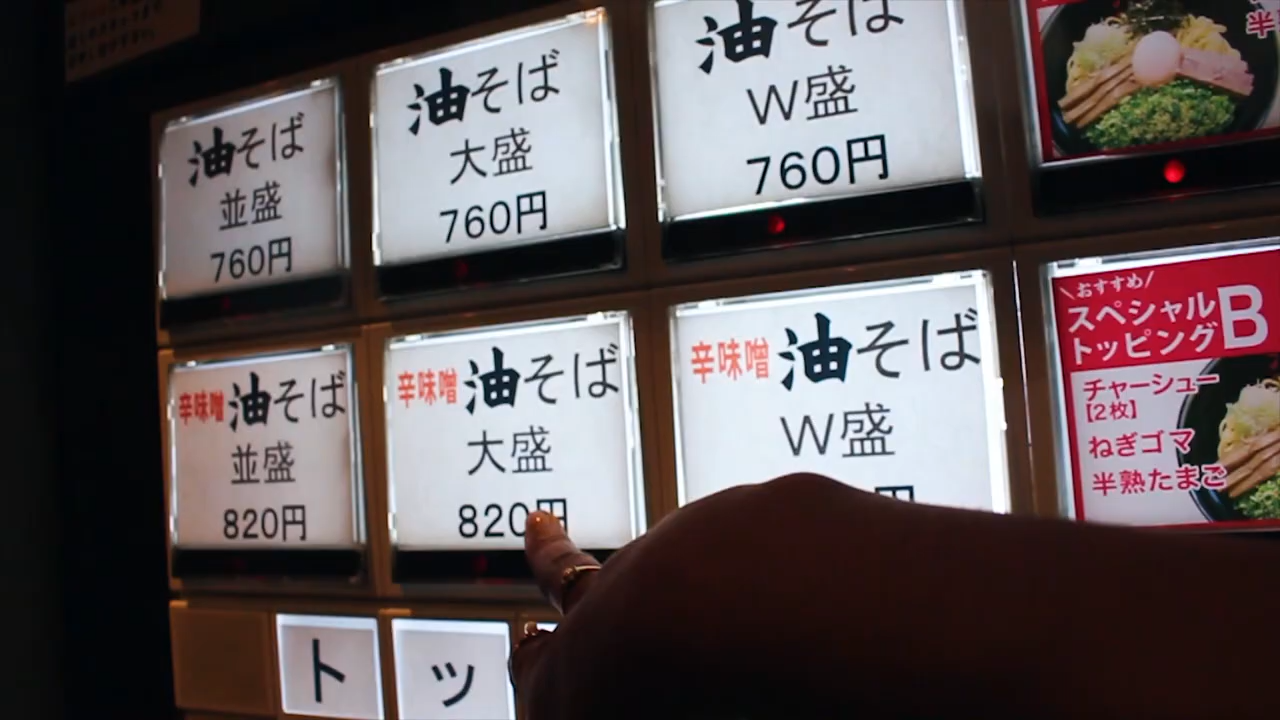 油そば
並盛
760円
油そば
大盛
760円
油そば
W盛
760円
半
辛味噌油そば
並盛
820円
辛味噌油そば
大盛
820円
辛味噌油そば
W盛
円
\おすすめ/
スペシャル
トッピングB
チャーシュー
【2枚】
ねぎゴマ
半熟たまご
ト
ッ